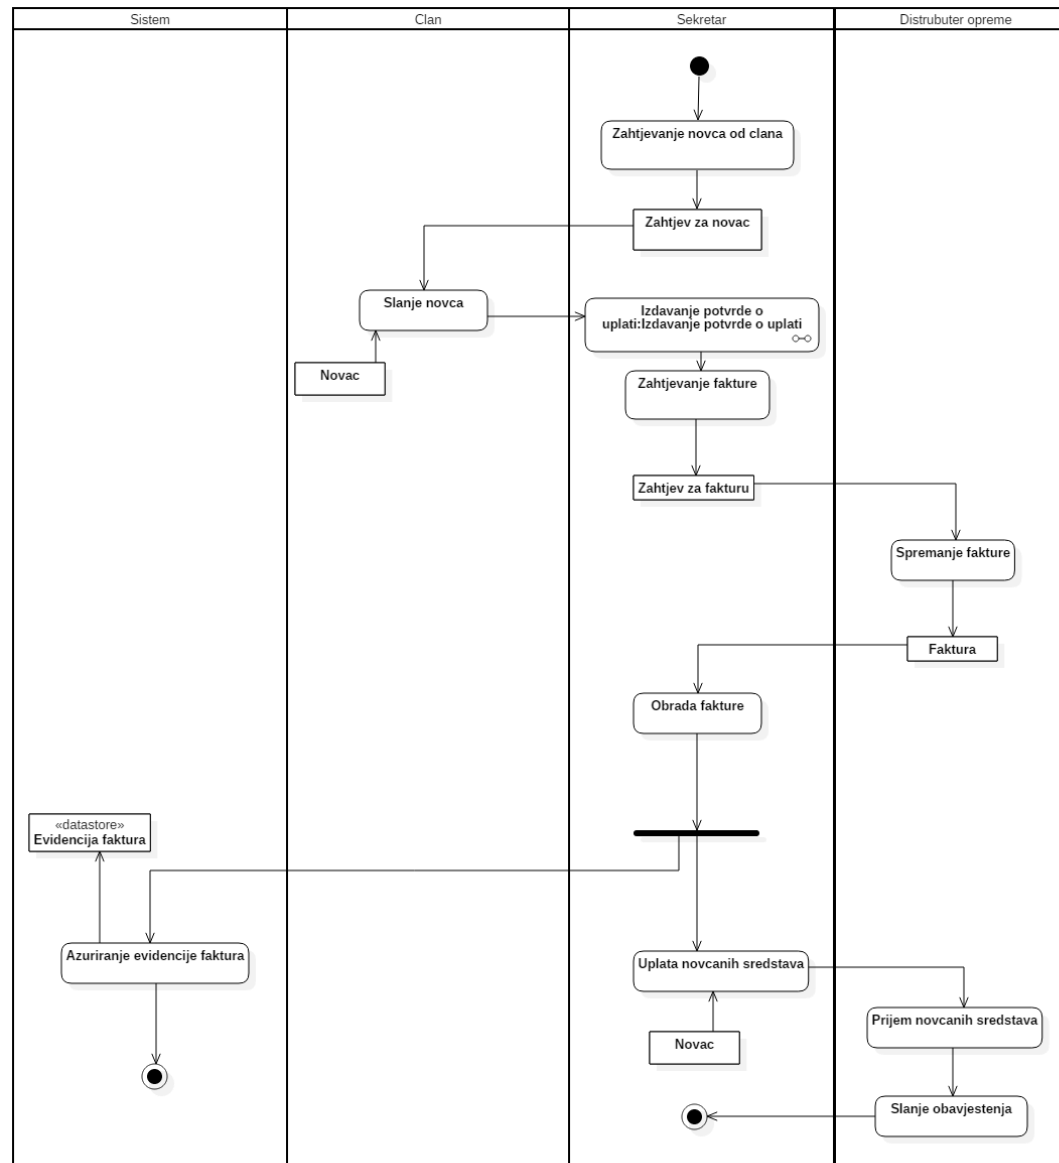 Sistem
Clan
Sekretar
Distrubuter opreme
Zahtjevanje novca od clana
Zahtjev za novac
Slanje novca
Izdavanje potvrde o
uplati:Izdavanje potvrde o uplati
Novac
Zahtjevanje fakture
Zahtjev za fakturu
Spremanje fakture
Faktura
Obrada fakture
«datastore»
Evidencija faktura
Azuriranje evidencije faktura
Uplata novcanih sredstava
Prijem novcanih sredstava
Novac
Slanje obavjestenja